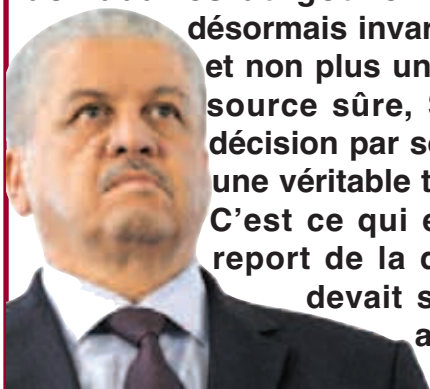 désormais invar
et non plus un
source sûre,
décision par s
une véritable t
C'est ce qui e
report de la
devait s
a